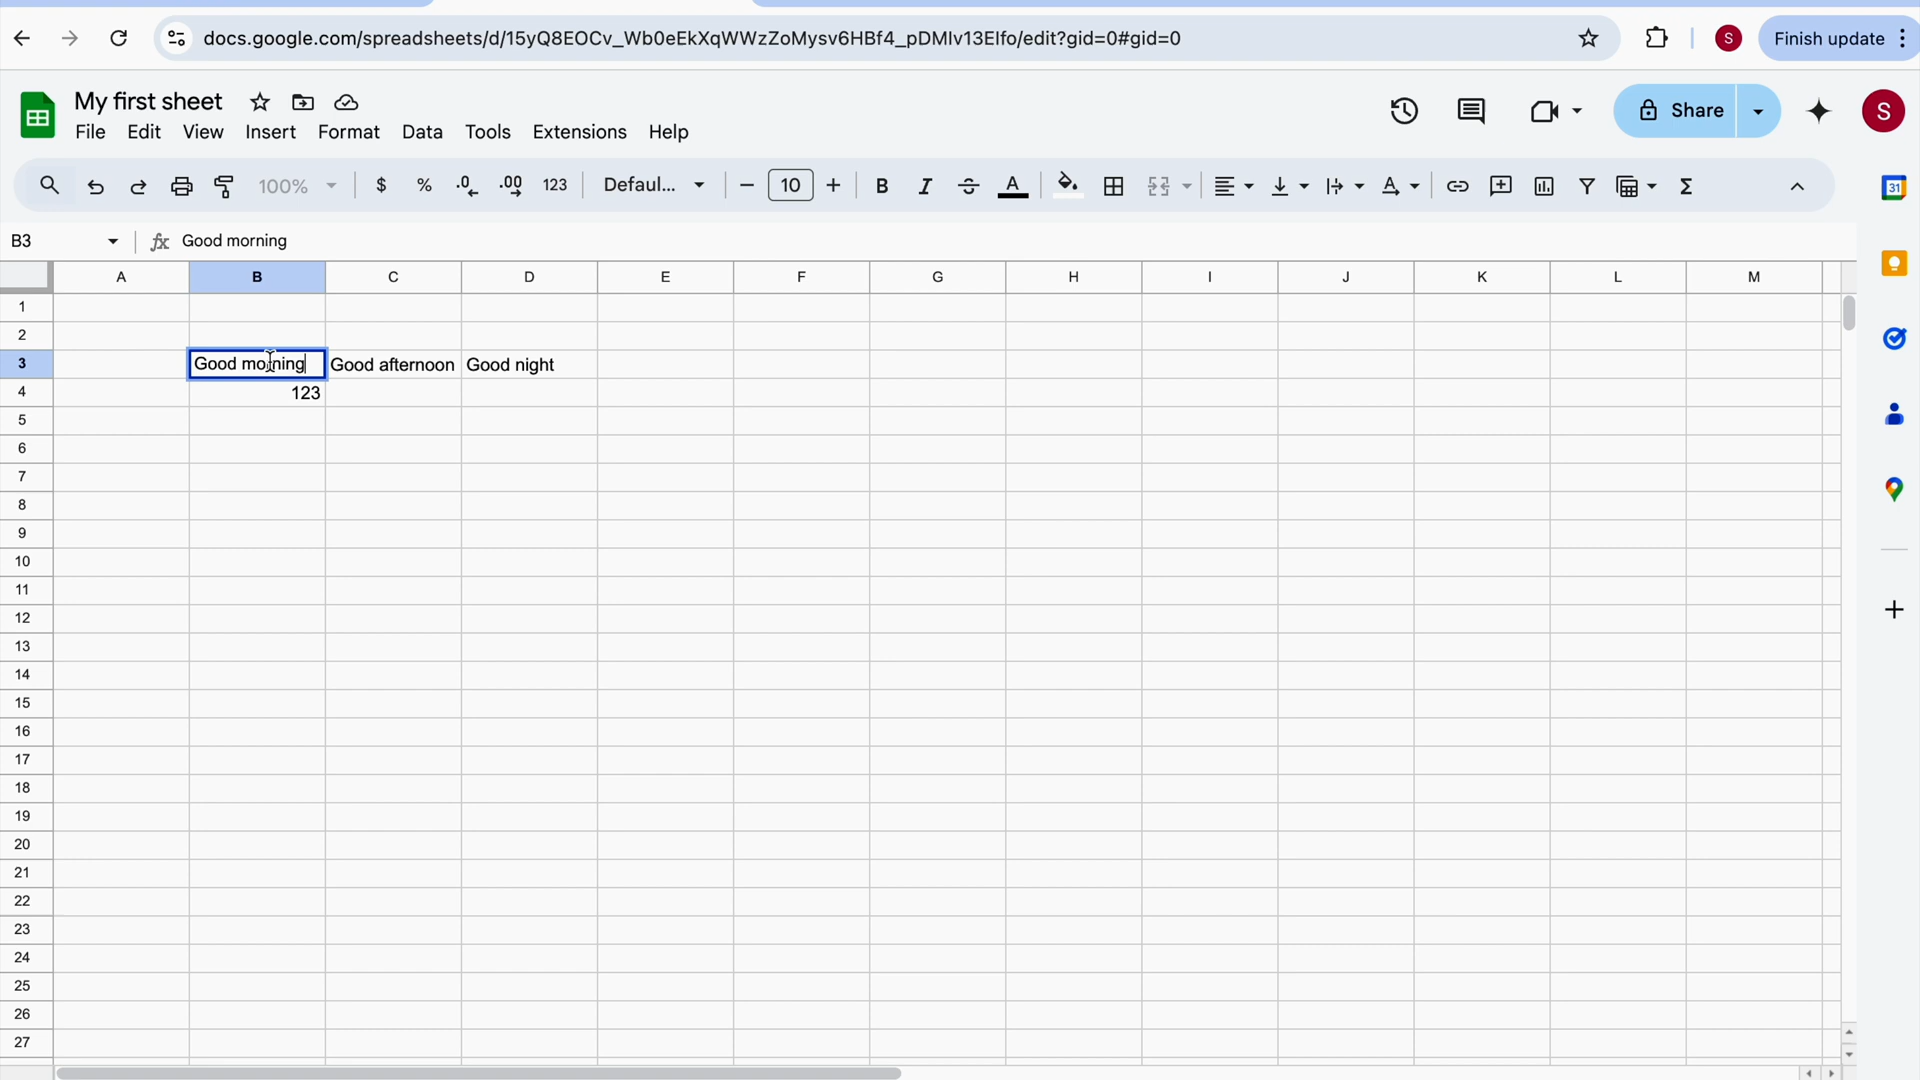 docs.google.com/spreadsheets/d/15yQ8EOCv_Wb0eEkXqWWzZoMysv6HBf4_pDMlv13EIfo/edit?gid=0#gid=0
S
Finish update
My first sheet
Share
S
File Edit View Insert Format Data Tools Extensions Help
100% $ % .0 .00 123 Defaul... 10 B I S A A Σ
31
B3 fx Good morning
A B C D E F G H I J K L M
1
2
3 Good morning Good afternoon Good night
4 123
5
6
7
8
9
10
11
12
13
14
15
16
17
18
19
20
21
22
23
24
25
26
27